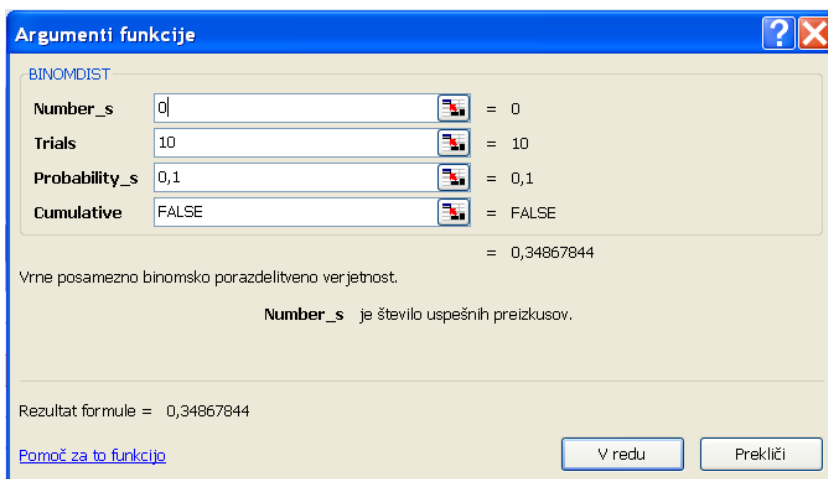 Argumenti funkcije
BINOMDIST
Number_s 0 = 0
Trials 10 = 10
Probability_s 0,1 = 0,1
Cumulative FALSE = FALSE
= 0,34867844
Vrne posamezno binomsko porazdelitveno verjetnost.
Number_s je število uspešnih preizkusov.
Rezultat formule = 0,34867844
Pomoč za to funkcijo V redu Prekliči